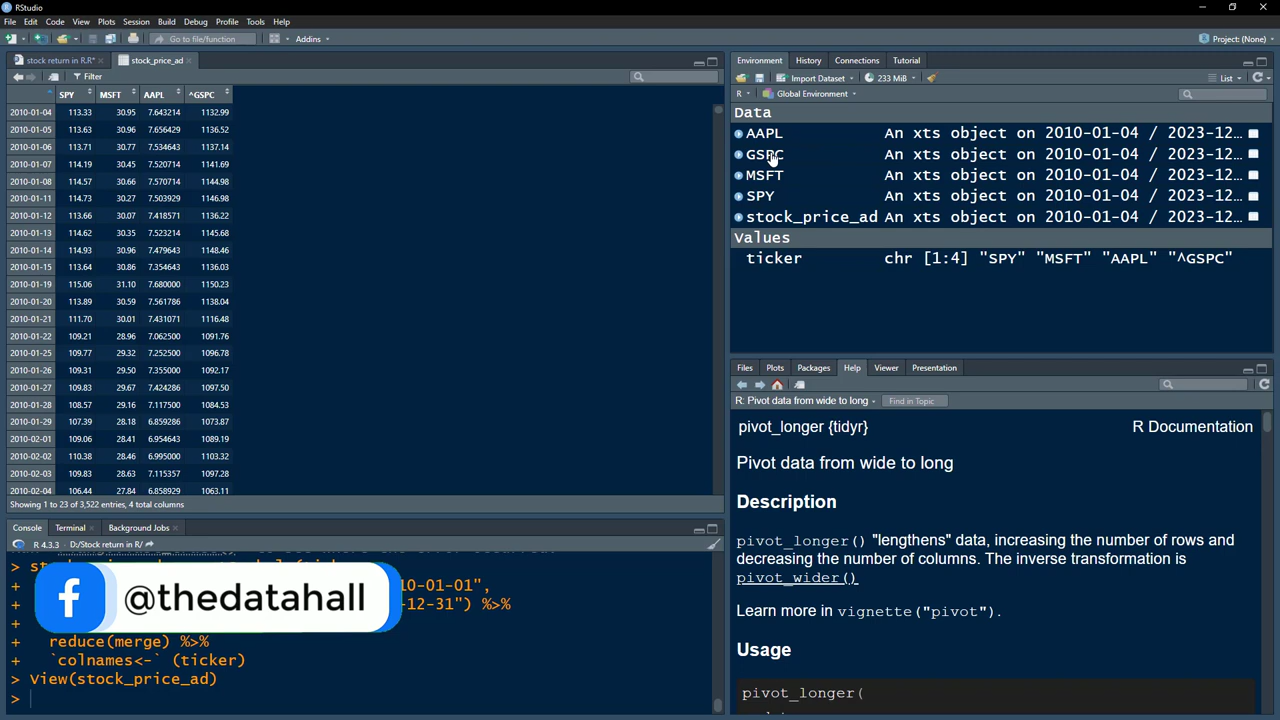 RStudio
File Edit Code View Plots Session Build Debug Profile Tools Help
Go to file/function Addins Project: (None)
stock return in R.R* stock_price_ad
Filter
SPY MSFT AAPL ^GSPC
2010-01-04 113.33 30.95 7.643214 1132.99
2010-01-05 113.63 30.96 7.656429 1136.52
2010-01-06 113.71 30.77 7.534643 1137.14
2010-01-07 114.19 30.45 7.520714 1141.69
2010-01-08 114.57 30.66 7.570714 1144.98
2010-01-11 114.73 30.27 7.503929 1146.98
2010-01-12 113.66 30.07 7.418571 1136.22
2010-01-13 114.62 30.35 7.523214 1145.68
2010-01-14 114.93 30.96 7.479643 1148.46
2010-01-15 113.64 30.86 7.354643 1136.03
2010-01-19 115.06 31.10 7.680000 1150.23
2010-01-20 113.89 30.59 7.561786 1138.04
2010-01-21 111.70 30.01 7.431071 1116.48
2010-01-22 109.21 28.96 7.062500 1091.76
2010-01-25 109.77 29.32 7.252500 1096.78
2010-01-26 109.31 29.50 7.355000 1092.17
2010-01-27 109.83 29.67 7.424286 1097.50
2010-01-28 108.57 29.16 7.117500 1084.53
2010-01-29 107.39 28.18 6.859286 1073.87
2010-02-01 109.06 28.41 6.954643 1089.19
2010-02-02 110.38 28.46 6.995000 1103.32
2010-02-03 109.83 28.63 7.115357 1097.28
2010-02-04 106.44 27.84 6.858929 1063.11
Showing 1 to 23 of 3,522 entries, 4 total columns
Console Terminal Background Jobs
R 4.3.3 · D:/Stock return in R/
10-01-01",
-12-31") %>%
@thedatahall
+ reduce(merge) %>%
+ `colnames<-` (ticker)
> View(stock_price_ad)
>
Environment History Connections Tutorial
Import Dataset 233 MiB List
R Global Environment
Data
AAPL An xts object on 2010-01-04 / 2023-12…
GSPC An xts object on 2010-01-04 / 2023-12…
MSFT An xts object on 2010-01-04 / 2023-12…
SPY An xts object on 2010-01-04 / 2023-12…
stock_price_ad An xts object on 2010-01-04 / 2023-12…
Values
ticker chr [1:4] "SPY" "MSFT" "AAPL" "^GSPC"
Files Plots Packages Help Viewer Presentation
R: Pivot data from wide to long Find in Topic
pivot_longer {tidyr} R Documentation
Pivot data from wide to long
Description
pivot_longer() "lengthens" data, increasing the number of rows and
decreasing the number of columns. The inverse transformation is
pivot_wider()
Learn more in vignette("pivot").
Usage
pivot_longer(